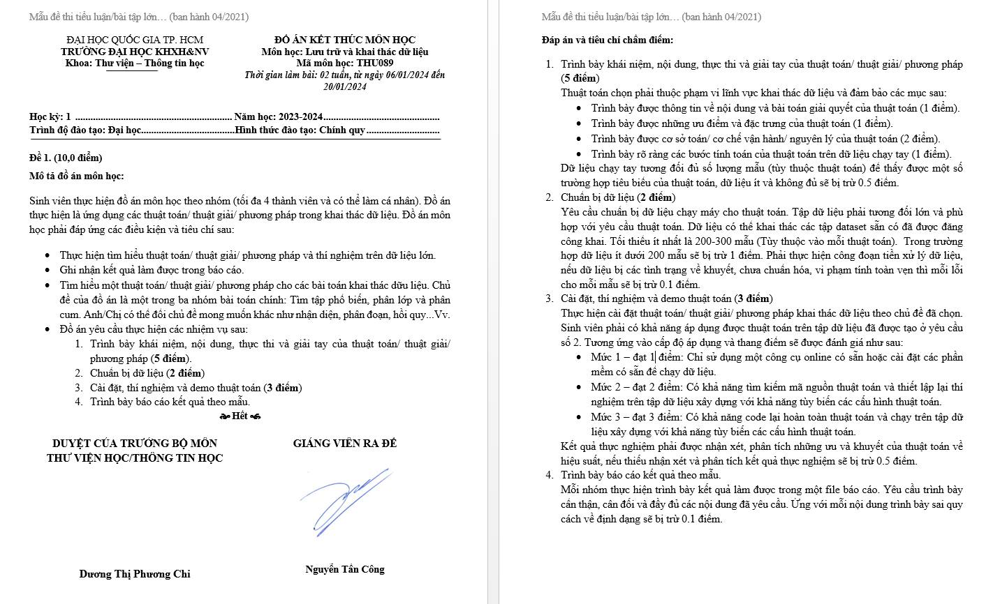 Mẫu đề thi tiểu luận/bài tập lớn… (ban hành 04/2021)
ĐẠI HỌC QUỐC GIA TP. HCM
TRƯỜNG ĐẠI HỌC KHXH&NV
Khoa: Thư viện – Thông tin học
ĐỒ ÁN KẾT THÚC MÔN HỌC
Môn học: Lưu trữ và khai thác dữ liệu
Mã môn học: THU089
Thời gian làm bài: 02 tuần, từ ngày 06/01/2024 đến
20/01/2024
Học kỳ: 1 ................................................................ Năm học: 2023-2024................................................
Trình độ đào tạo: Đại học......................................Hình thức đào tạo: Chính quy..............................
Đề 1. (10,0 điểm)
Mô tả đồ án môn học:
Sinh viên thực hiện đồ án môn học theo nhóm (tối đa 4 thành viên và có thể làm cá nhân). Đồ án
thực hiện là ứng dụng các thuật toán/ thuật giải/ phương pháp trong khai thác dữ liệu. Đồ án môn
học phải đáp ứng các điều kiện và tiêu chí sau:
• Thực hiện tìm hiểu thuật toán/ thuật giải/ phương pháp và thí nghiệm trên dữ liệu lớn.
• Ghi nhận kết quả làm được trong báo cáo.
• Tìm hiểu một thuật toán/ thuật giải/ phương pháp cho các bài toán khai thác dữu liệu. Chủ
đề của đồ án là một trong ba nhóm bài toán chính: Tìm tập phổ biến, phân lớp và phân
cum. Anh/Chị có thể đổi chủ đề mong muốn khác như nhận diện, phân đoạn, hồi quy...Vv.
• Đồ án yêu cầu thực hiện các nhiệm vụ sau:
1. Trình bày khái niệm, nội dung, thực thi và giải tay của thuật toán/ thuật giải/
phương pháp (5 điểm).
2. Chuẩn bị dữ liệu (2 điểm)
3. Cài đặt, thí nghiệm và demo thuật toán (3 điểm)
4. Trình bày báo cáo kết quả theo mẫu.
Hết
DUYỆT CỦA TRƯỞNG BỘ MÔN
THƯ VIỆN HỌC/THÔNG TIN HỌC
GIẢNG VIÊN RA ĐỀ
Dương Thị Phương Chi
Nguyễn Tấn Công
Mẫu đề thi tiểu luận/bài tập lớn… (ban hành 04/2021)
Đáp án và tiêu chí chấm điểm:
1. Trình bày khái niệm, nội dung, thực thi và giải tay của thuật toán/ thuật giải/ phương pháp
(5 điểm)
Thuật toán chọn phải thuộc phạm vi lĩnh vực khai thác dữ liệu và đảm bảo các mục sau:
• Trình bày được thông tin về nội dung và bài toán giải quyết của thuật toán (1 điểm).
• Trình bày được những ưu điểm và đặc trưng của thuật toán (1 điểm).
• Trình bày được cơ sở toán/ cơ chế vận hành/ nguyên lý của thuật toán (2 điểm).
• Trình bày rõ ràng các bước tính toán của thuật toán trên dữ liệu chạy tay (1 điểm).
Dữ liệu chạy tay tương đối đủ số lượng mẫu (tùy thuộc thuật toán) để thấy được một số
trường hợp tiêu biểu của thuật toán, dữ liệu ít và không đủ sẽ bị trừ 0.5 điểm.
2. Chuẩn bị dữ liệu (2 điểm)
Yêu cầu chuẩn bị dữ liệu chạy máy cho thuật toán. Tập dữ liệu phải tương đối lớn và phù
hợp với yêu cầu thuật toán. Dữ liệu có thể khai thác các tập dataset sẵn có đã được đăng
công khai. Tối thiểu ít nhất là 200-300 mẫu (Tùy thuộc vào mỗi thuật toán). Trong trường
hợp dữ liệu ít dưới 200 mẫu sẽ bị trừ 1 điểm. Phải thực hiện công đoạn tiền xử lý dữ liệu,
nếu dữ liệu bị các tình trạng về khuyết, chưa chuẩn hóa, vi phạm tính toàn vẹn thì mỗi lỗi
cho mỗi mẫu sẽ bị trừ 0.1 điểm.
3. Cài đặt, thí nghiệm và demo thuật toán (3 điểm)
Thực hiện cài đặt thuật toán/ thuật giải/ phương pháp khai thác dữ liệu theo chủ đề đã chọn.
Sinh viên phải có khả năng áp dụng được thuật toán trên tập dữ liệu đã được tạo ở yêu cầu
số 2. Tương ứng vào cấp độ áp dụng và thang điểm sẽ được đánh giá như sau:
• Mức 1 – đạt 1 điểm: Chỉ sử dụng một công cụ online có sẵn hoặc cài đặt các phần
mềm có sẵn để chạy dữ liệu.
• Mức 2 – đạt 2 điểm: Có khả năng tìm kiếm mã nguồn thuật toán và thiết lập lại thí
nghiệm trên tập dữ liệu xây dựng với khả năng tùy biến các cấu hình thuật toán.
• Mức 3 – đạt 3 điểm: Có khả năng code lại hoàn toàn thuật toán và chạy trên tập dữ
liệu xây dựng với khả năng tùy biến các cấu hình thuật toán.
Kết quả thực nghiệm phải được nhận xét, phân tích những ưu và khuyết của thuật toán về
hiệu suất, nếu thiếu nhận xét và phân tích kết quả thực nghiệm sẽ bị trừ 0.5 điểm.
4. Trình bày báo cáo kết quả theo mẫu.
Mỗi nhóm thực hiện trình bày kết quả làm được trong một file báo cáo. Yêu cầu trình bày
cẩn thận, cân đối và đầy đủ các nội dung đã yêu cầu. Ứng với mỗi nội dung trình bày sai quy
cách về định dạng sẽ bị trừ 0.1 điểm.